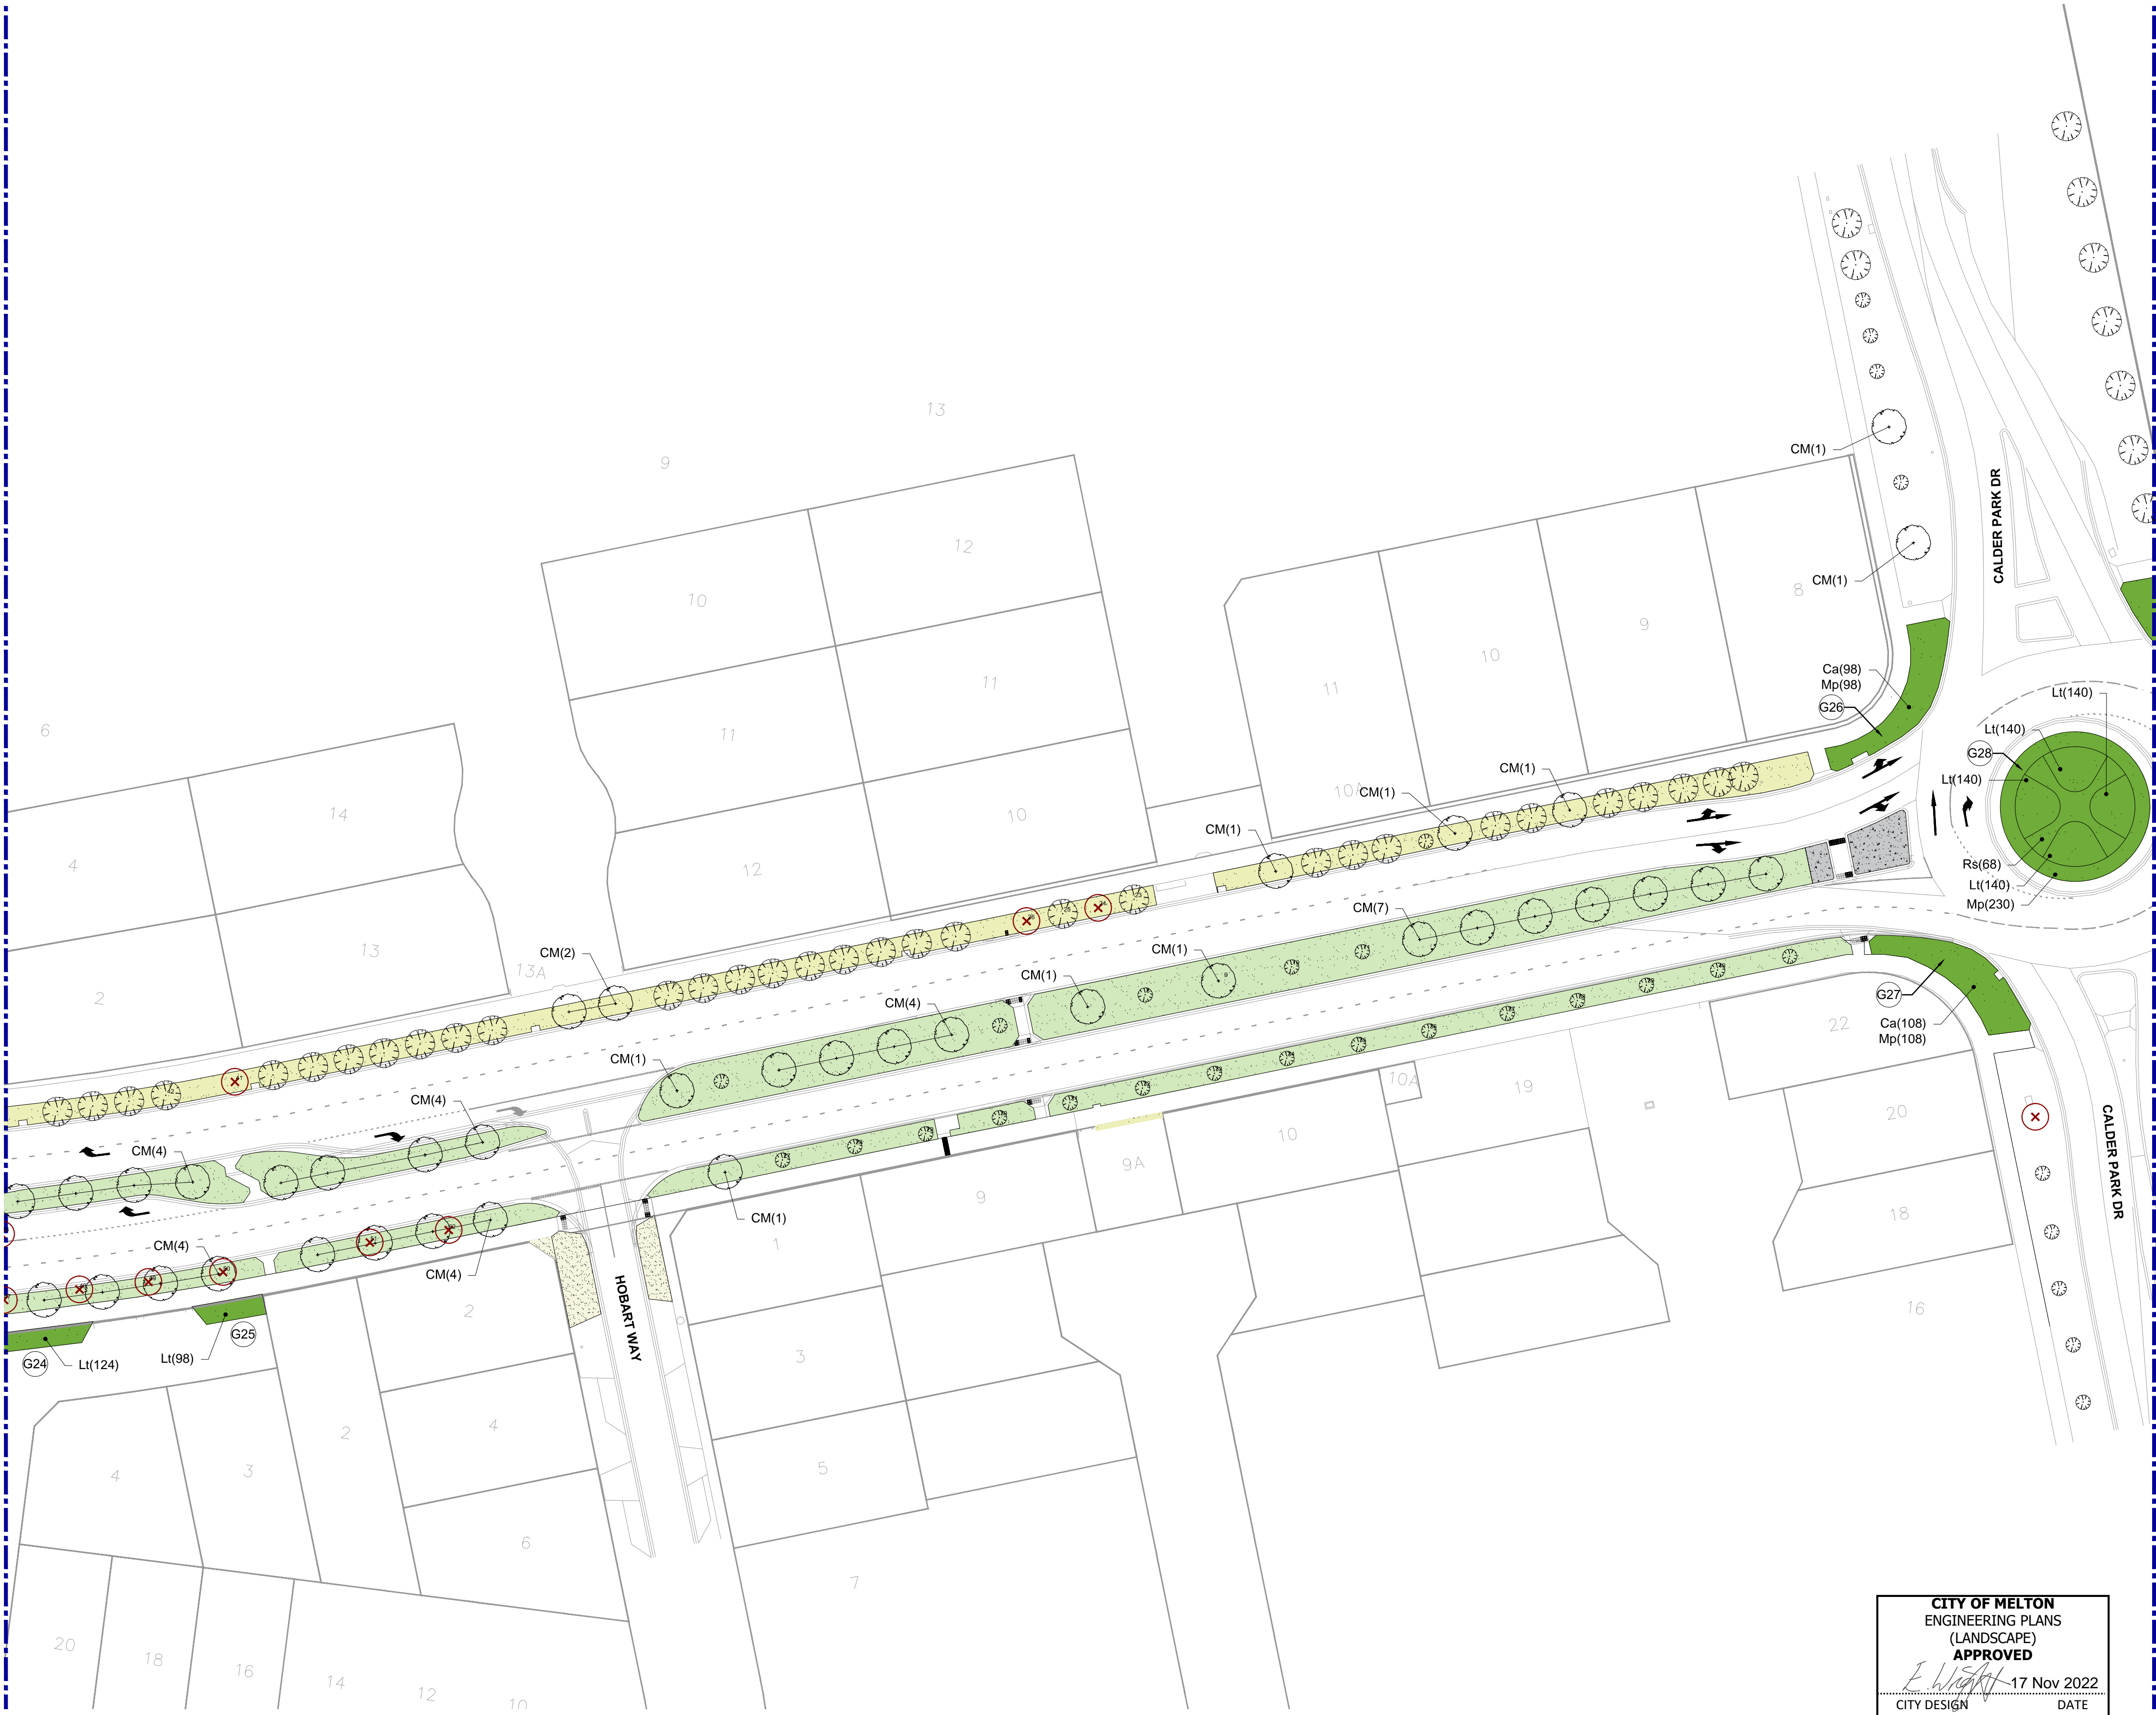 13
9
CM(1)
12
10
CALDER PARK DR
CM(1)
8
9
10
11
11
Ca(98)
Mp(98)
G26
Lt(140)
Lt(140)
G28
Lt(140)
6
11
14
CM(1)
10A
CM(1)
10
CM(1)
4
12
Rs(68)
Lt(140)
Mp(230)
CM(7)
13
CM(2)
13A
CM(1)
CM(1)
2
CM(4)
G27
22
Ca(108)
Mp(108)
CM(1)
10A
19
CM(4)
20
CALDER PARK DR
CM(4)
10
9A
9
18
CM(1)
1
CM(4)
CM(4)
HOBART WAY
2
16
G25
3
Lt(98)
G24
Lt(124)
2
4
4
3
5
6
7
20
18
16
14
12
10
CITY OF MELTON
ENGINEERING PLANS
(LANDSCAPE)
APPROVED
E. Wright 17 Nov 2022
CITY DESIGN DATE